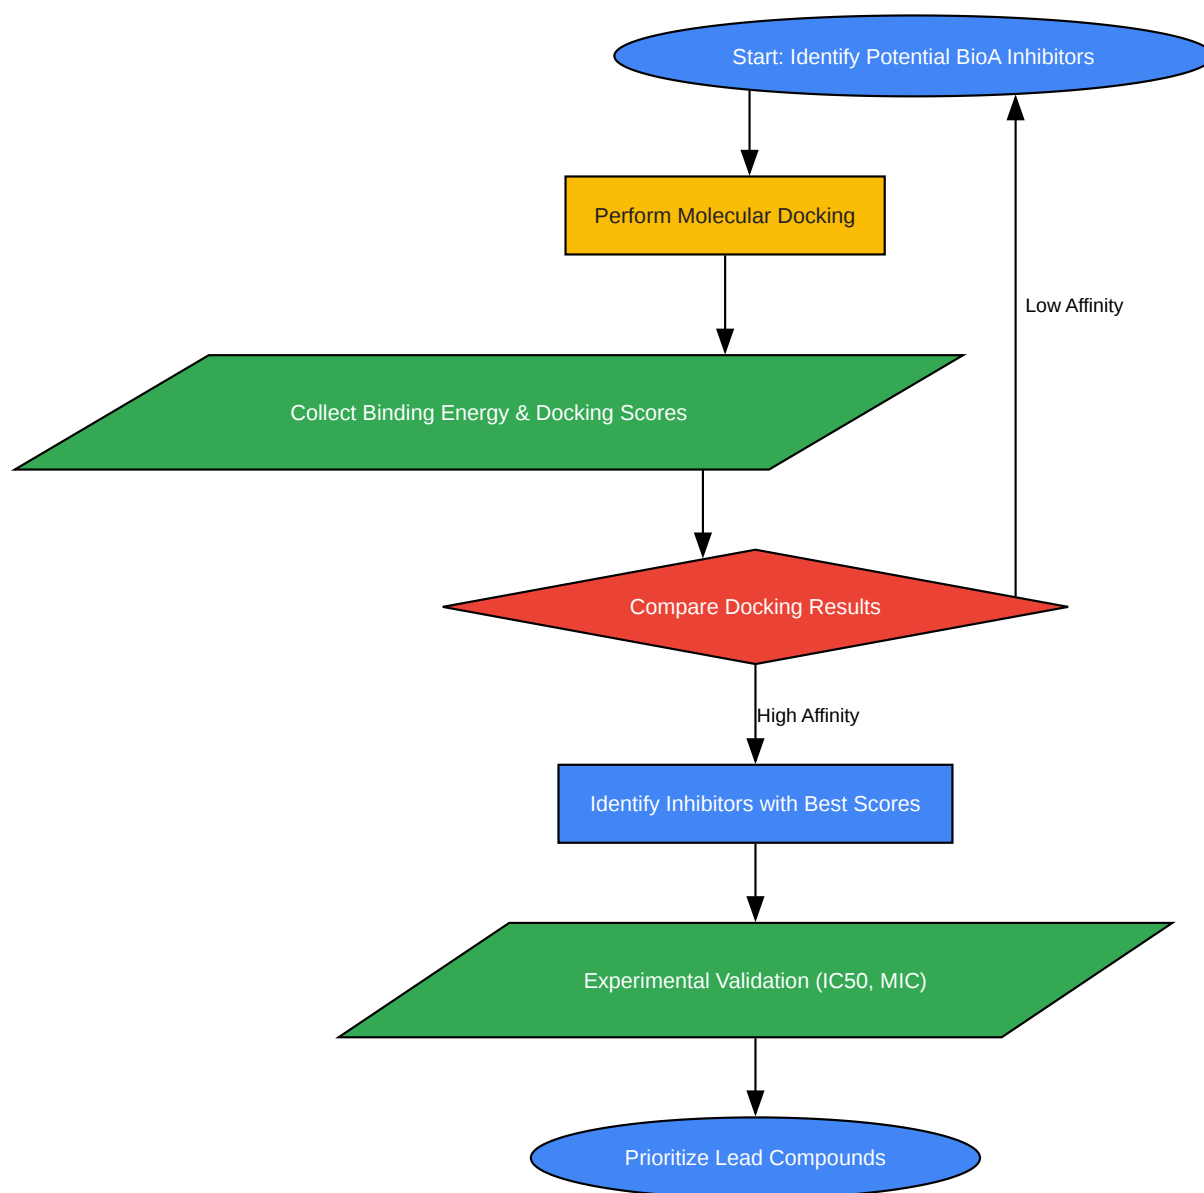 Start: Identify Potential BioA Inhibitors
Perform Molecular Docking
Low Affinity
Collect Binding Energy & Docking Scores
Compare Docking Results
High Affinity
Identify Inhibitors with Best Scores
Experimental Validation (IC50, MIC)
Prioritize Lead Compounds